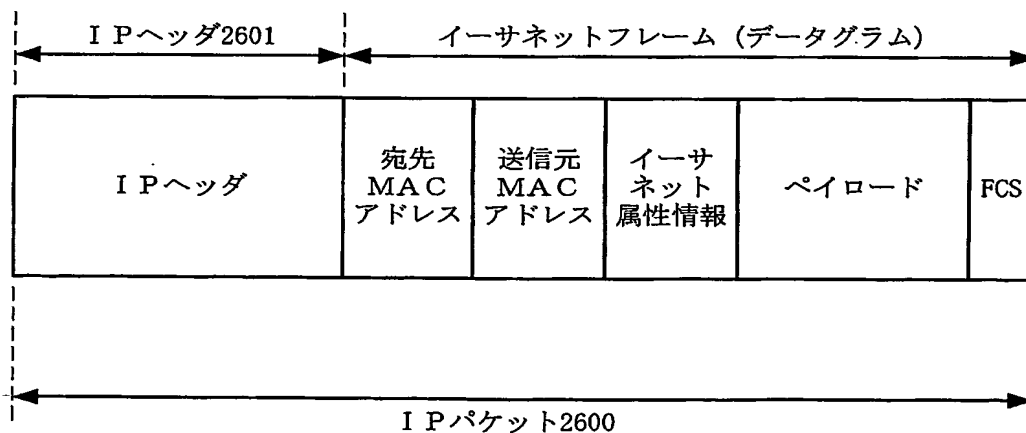 ＩＰヘッダ2601
イーサネットフレーム（データグラム）
ＩＰヘッダ
宛先
ＭＡＣ
アドレス
送信元
ＭＡＣ
アドレス
イーサ
ネット
属性情報
ペイロード
FCS
ＩＰパケット2600